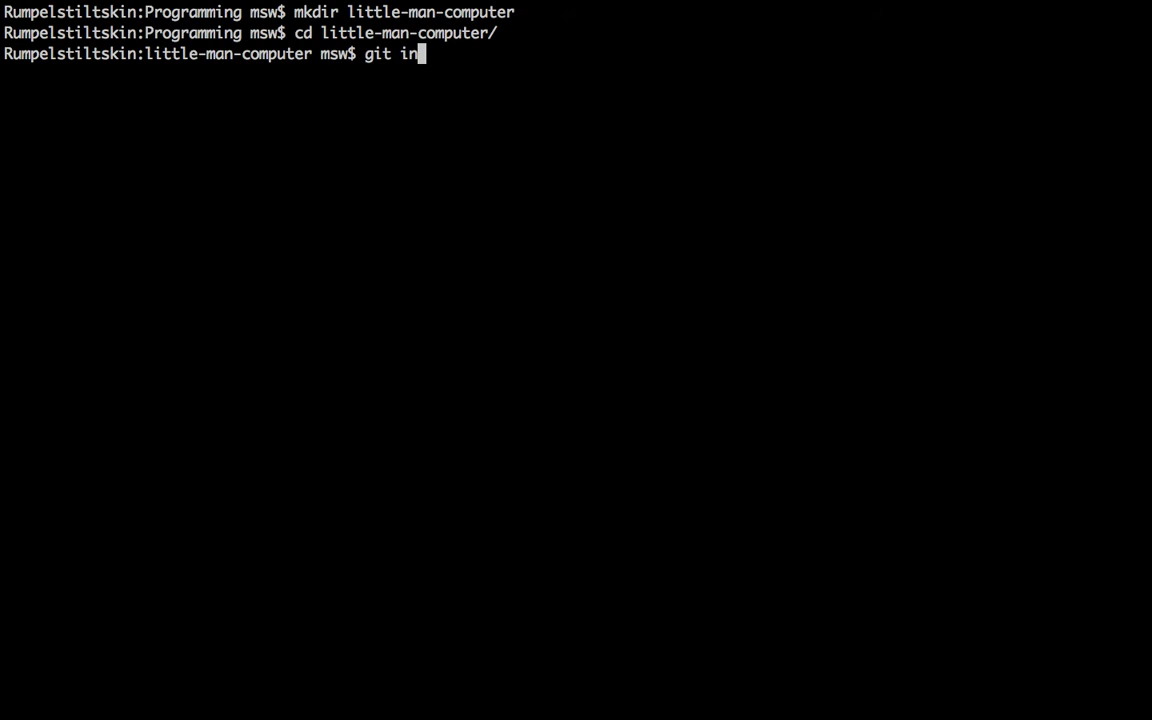 Rumpelstiltskin:Programming msw$ mkdir little-man-computer
Rumpelstiltskin:Programming msw$ cd little-man-computer/
Rumpelstiltskin:little-man-computer msw$ git in